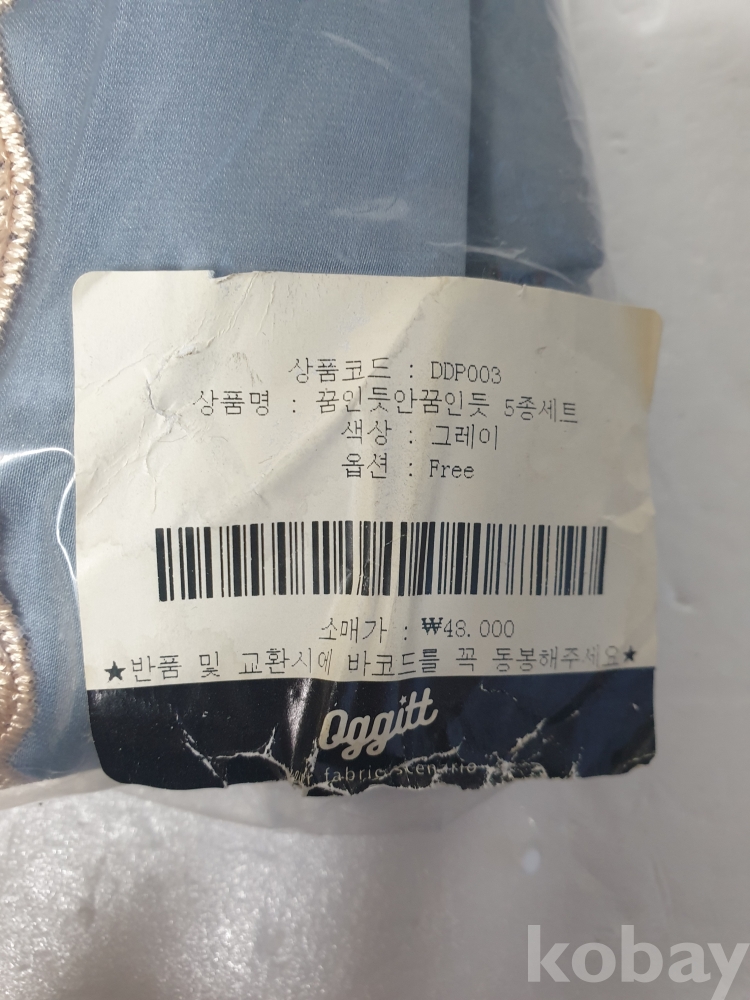 상품코드 : DDP003
상품명 : 꿈인듯안꿈인듯 5종세트
색상 : 그레이
옵션 : Free
소매가 : ₩48,000
★반품 및 교환시에 바코드를 꼭 동봉해주세요★
Oggitt
fabric scenario
kobay